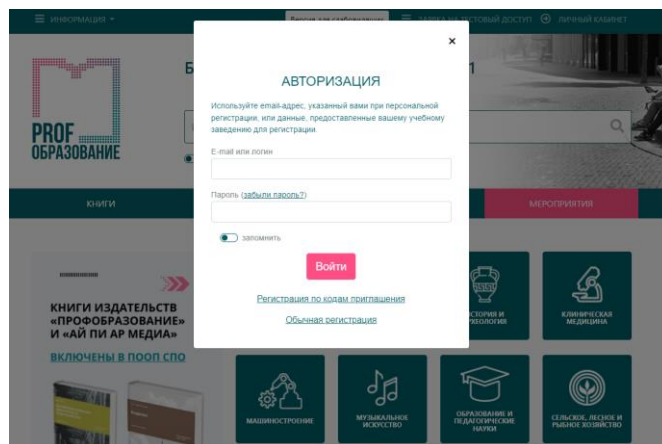 ИНФОРМАЦИЯ
Версия для слабовидящих
ЗАЯВКА НА ТЕСТОВЫЙ ДОСТУП
ЛИЧНЫЙ КАБИНЕТ
×
PROF
ОБРАЗОВАНИЕ
АВТОРИЗАЦИЯ
Используйте email-адрес, указанный вами при персональной
регистрации, или данные, предоставленные вашему учебному
заведению для регистрации.
E-mail или логин
Пароль (забыли пароль?)
запомнить
Войти
Регистрация по кодам приглашения
Обычная регистрация
КНИГИ
МЕРОПРИЯТИЯ
КНИГИ ИЗДАТЕЛЬСТВ
«ПРОФОБРАЗОВАНИЕ»
И «АЙ ПИ АР МЕДИА»
ВКЛЮЧЕНЫ В ПООП СПО
КЛИНИЧЕСКАЯ
МЕДИЦИНА
МАШИНОСТРОЕНИЕ
МУЗЫКАЛЬНОЕ
ИСКУССТВО
ОБРАЗОВАНИЕ И
ПЕДАГОГИЧЕСКИЕ
НАУКИ
СЕЛЬСКОЕ, ЛЕСНОЕ И
РЫБНОЕ ХОЗЯЙСТВО